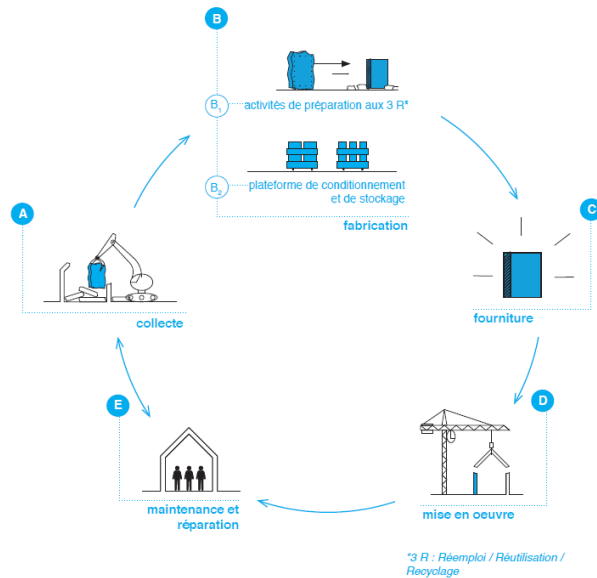 B
B1
activités de préparation aux 3 R*
B2
plateforme de conditionnement
et de stockage
fabrication
A
collecte
C
fourniture
E
maintenance et
réparation
D
mise en oeuvre
*3 R : Réemploi / Réutilisation /
Recyclage